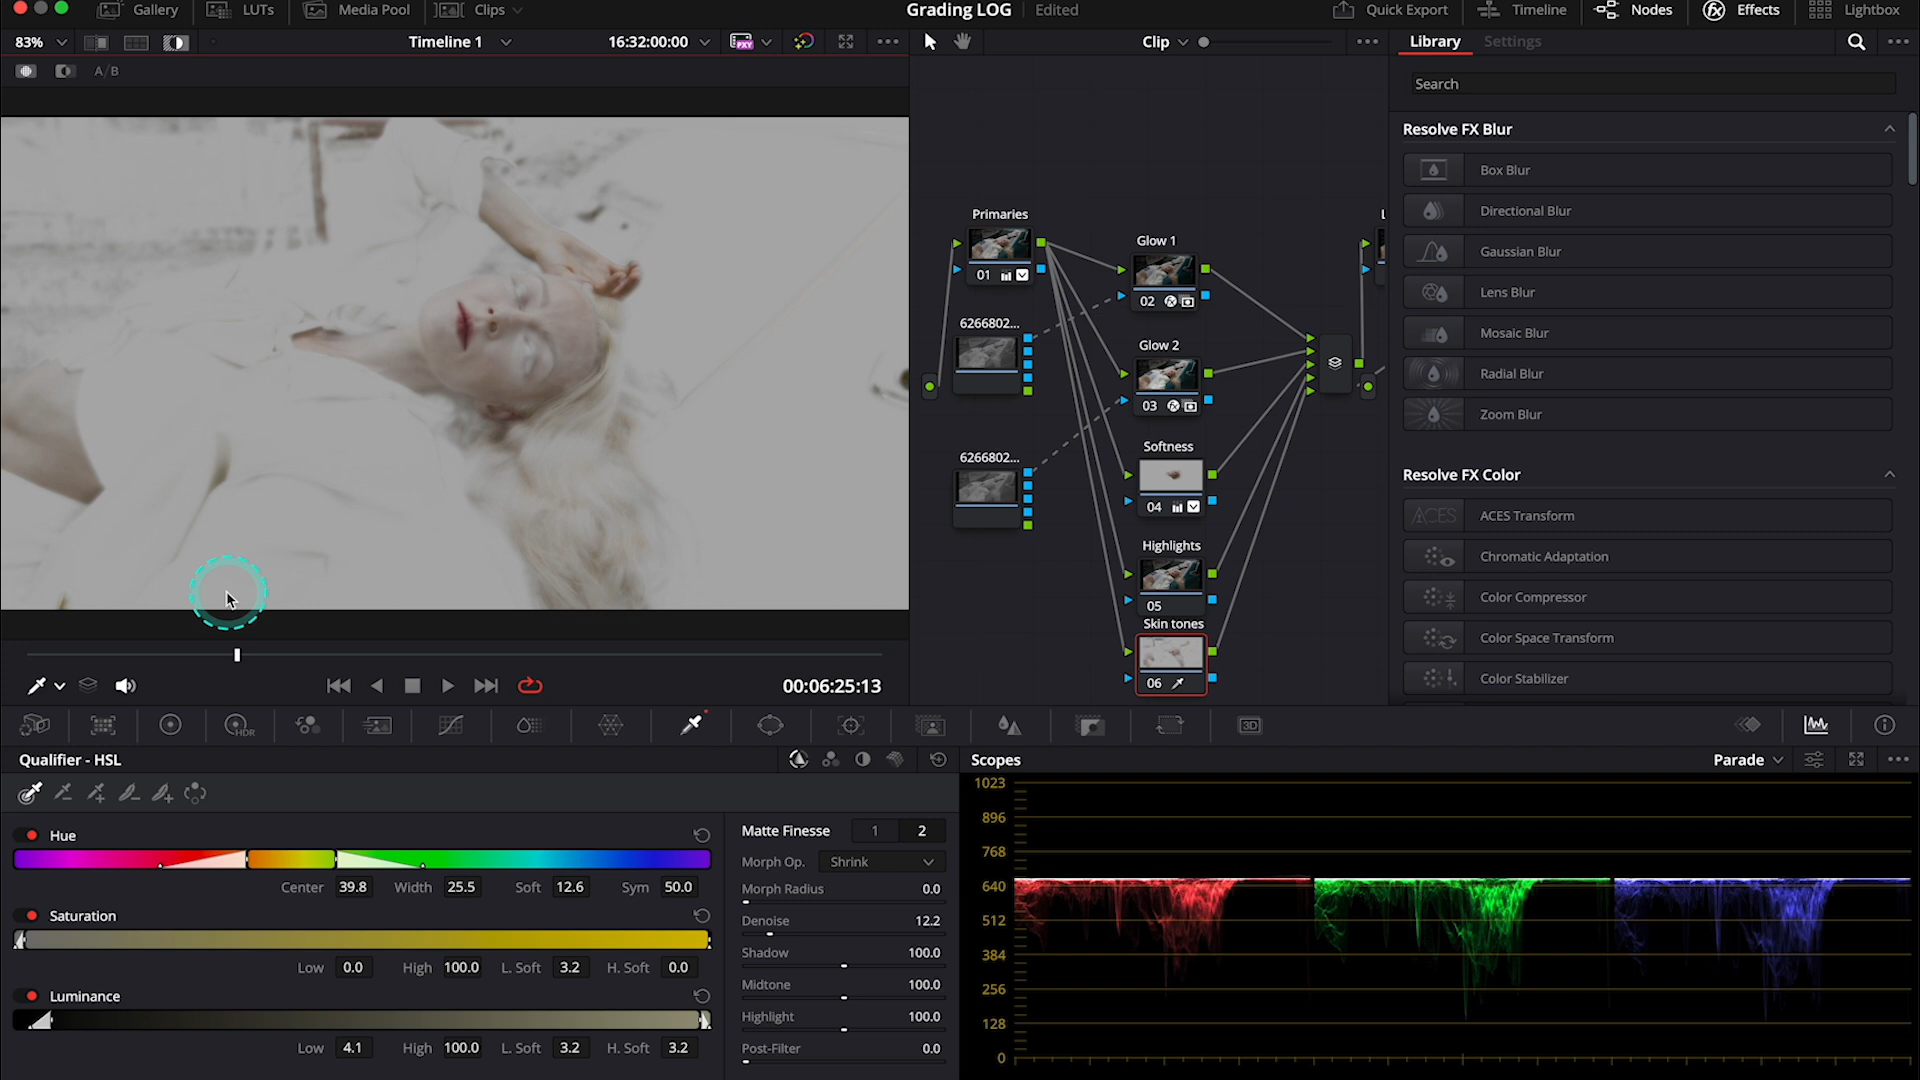 Gallery LUTs Media Pool Clips Grading LOG Edited Quick Export Timeline Nodes Effects Lightbox
83% Timeline 1 16:32:00:00 Clip Library Settings
A/B
Search
Resolve FX Blur
Box Blur
Directional Blur
Gaussian Blur
Lens Blur
Mosaic Blur
Radial Blur
Zoom Blur
Resolve FX Color
ACES ACES Transform
Chromatic Adaptation
Color Compressor
Color Space Transform
Color Stabilizer
Primaries
01
6266802...
6266802...
Glow 1
02
Glow 2
03
Softness
04
Highlights
05
Skin tones
06
00:06:25:13
HDR
3D
Qualifier - HSL
Hue
Center 39.8 Width 25.5 Soft 12.6 Sym 50.0
Saturation
Low 0.0 High 100.0 L. Soft 3.2 H. Soft 0.0
Luminance
Low 4.1 High 100.0 L. Soft 3.2 H. Soft 3.2
Matte Finesse 1 2
Morph Op. Shrink
Morph Radius 0.0
Denoise 12.2
Shadow 100.0
Midtone 100.0
Highlight 100.0
Post-Filter 0.0
Scopes Parade
1023
896
768
640
512
384
256
128
0